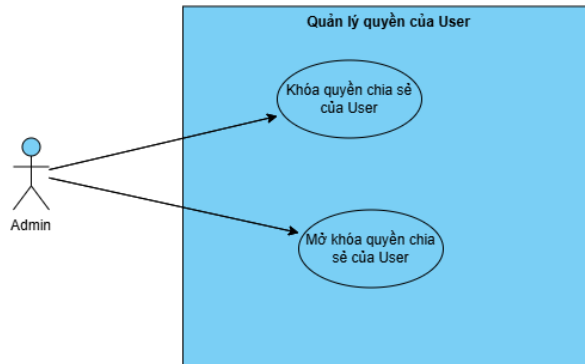 Quản lý quyền của User
Khóa quyền chia sẻ
của User
Admin
Mở khóa quyền chia
sẻ của User